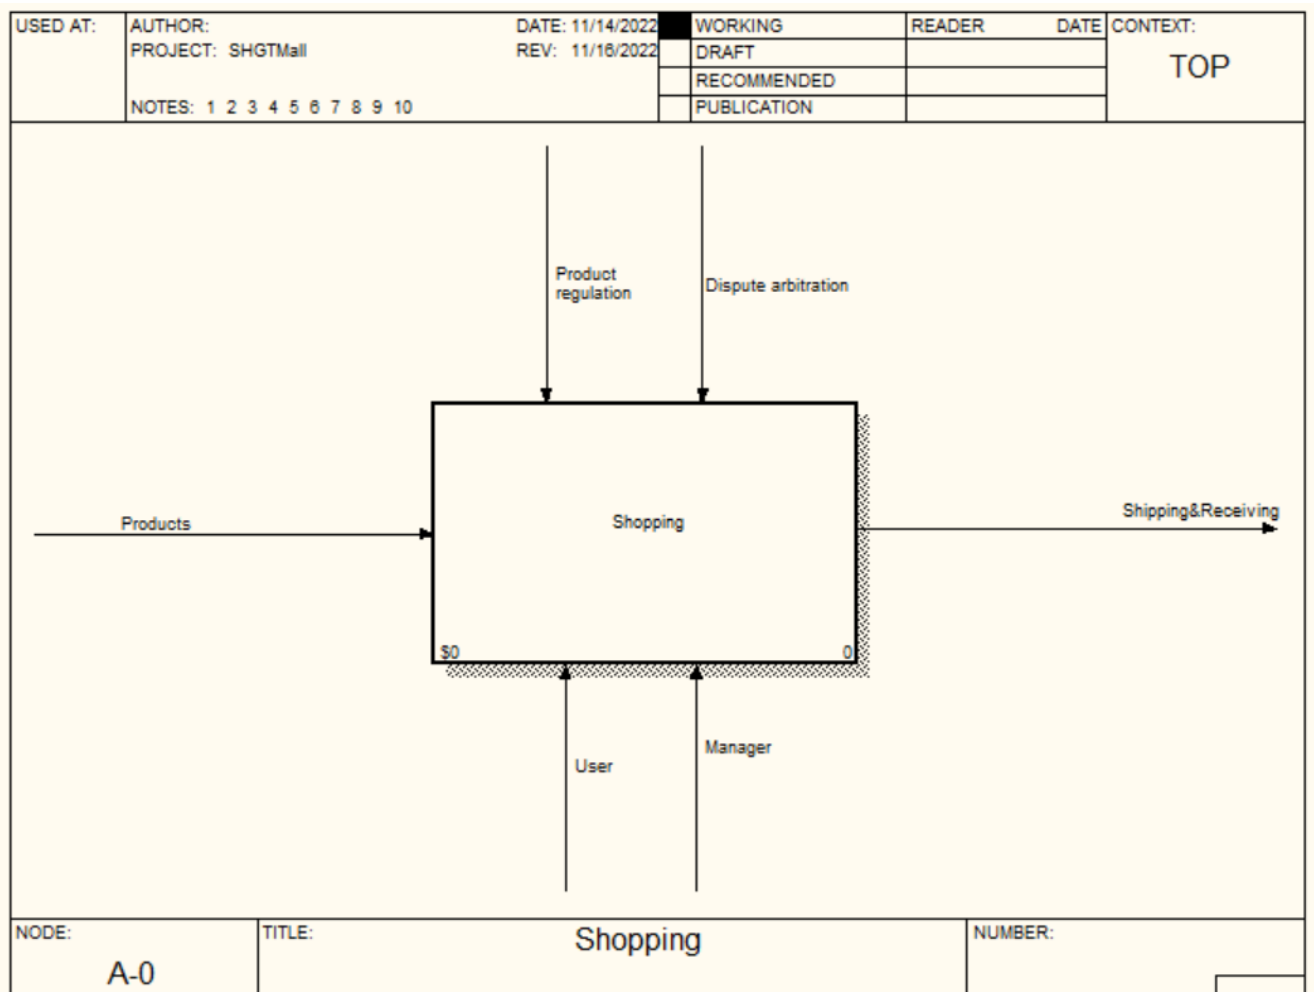 USED AT:
AUTHOR:
DATE: 11/14/2022
WORKING
READER
DATE
CONTEXT:
PROJECT: SHGTMall
REV: 11/16/2022
DRAFT
TOP
RECOMMENDED
NOTES: 1 2 3 4 5 6 7 8 9 10
PUBLICATION
Product
regulation
Dispute arbitration
Products
Shopping
Shipping&Receiving
$0
0
User
Manager
NODE:
A-0
TITLE:
Shopping
NUMBER: